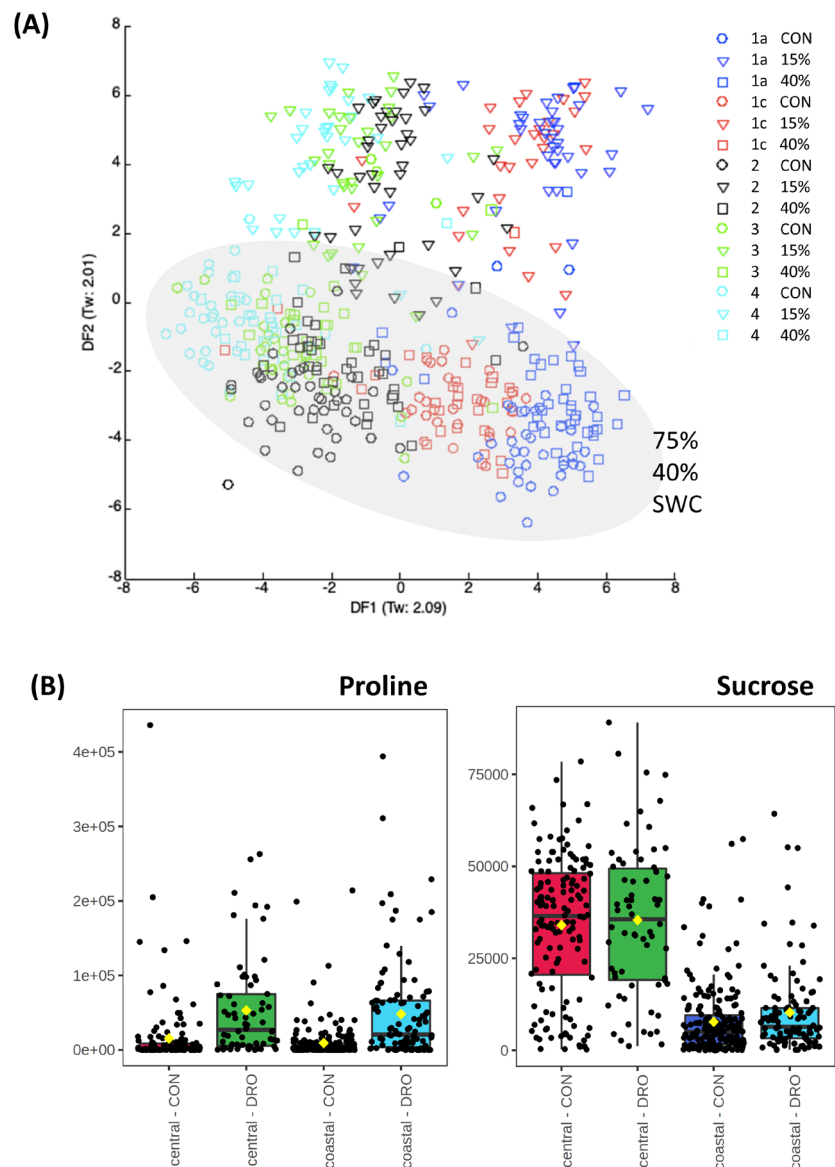 (A)
8
6
4
2
0
-2
-4
-6
-8
DF2 (Tw: 2.01)
-8 -6 -4 -2 0 2 4 6 8
DF1 (Tw: 2.09)
75%
40%
SWC
1a CON
1a 15%
1a 40%
1c CON
1c 15%
1c 40%
2 CON
2 15%
2 40%
3 CON
3 15%
3 40%
4 CON
4 15%
4 40%
(B)
Proline
4e+05
3e+05
2e+05
1e+05
0e+00
central - CON
central - DRO
coastal - CON
coastal - DRO
Sucrose
75000
50000
25000
0
central - CON
central - DRO
coastal - CON
coastal - DRO